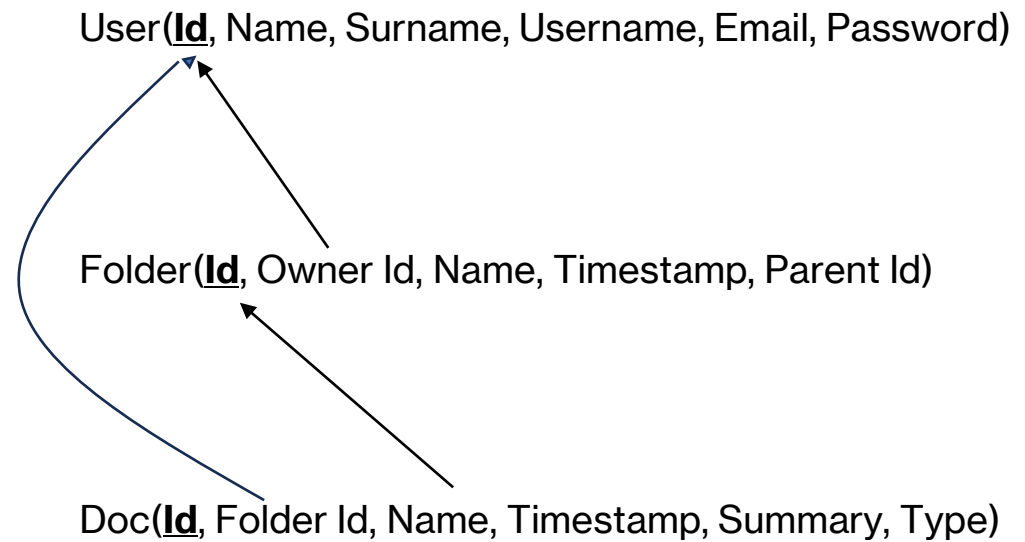 User(Id, Name, Surname, Username, Email, Password)
Folder(Id, Owner Id, Name, Timestamp, Parent Id)
Doc(Id, Folder Id, Name, Timestamp, Summary, Type)